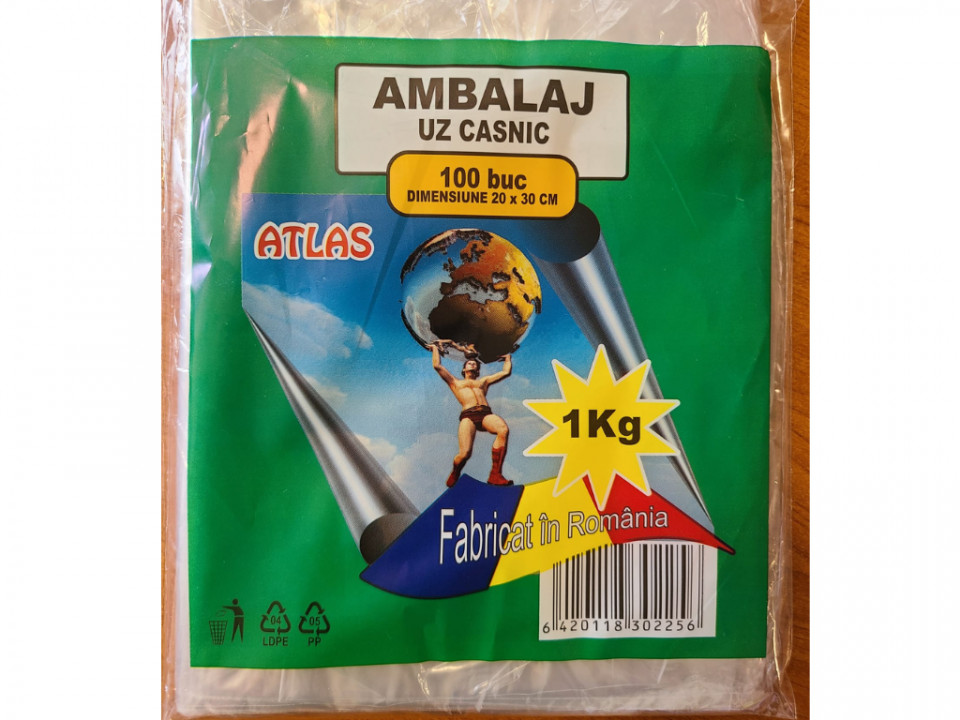 AMBALAJ
UZ CASNIC
100 buc
DIMENSIUNE 20 x 30 CM
ATLAS
1Kg
Fabricat în România
04
LDPE
05
PP
6 420118 302256